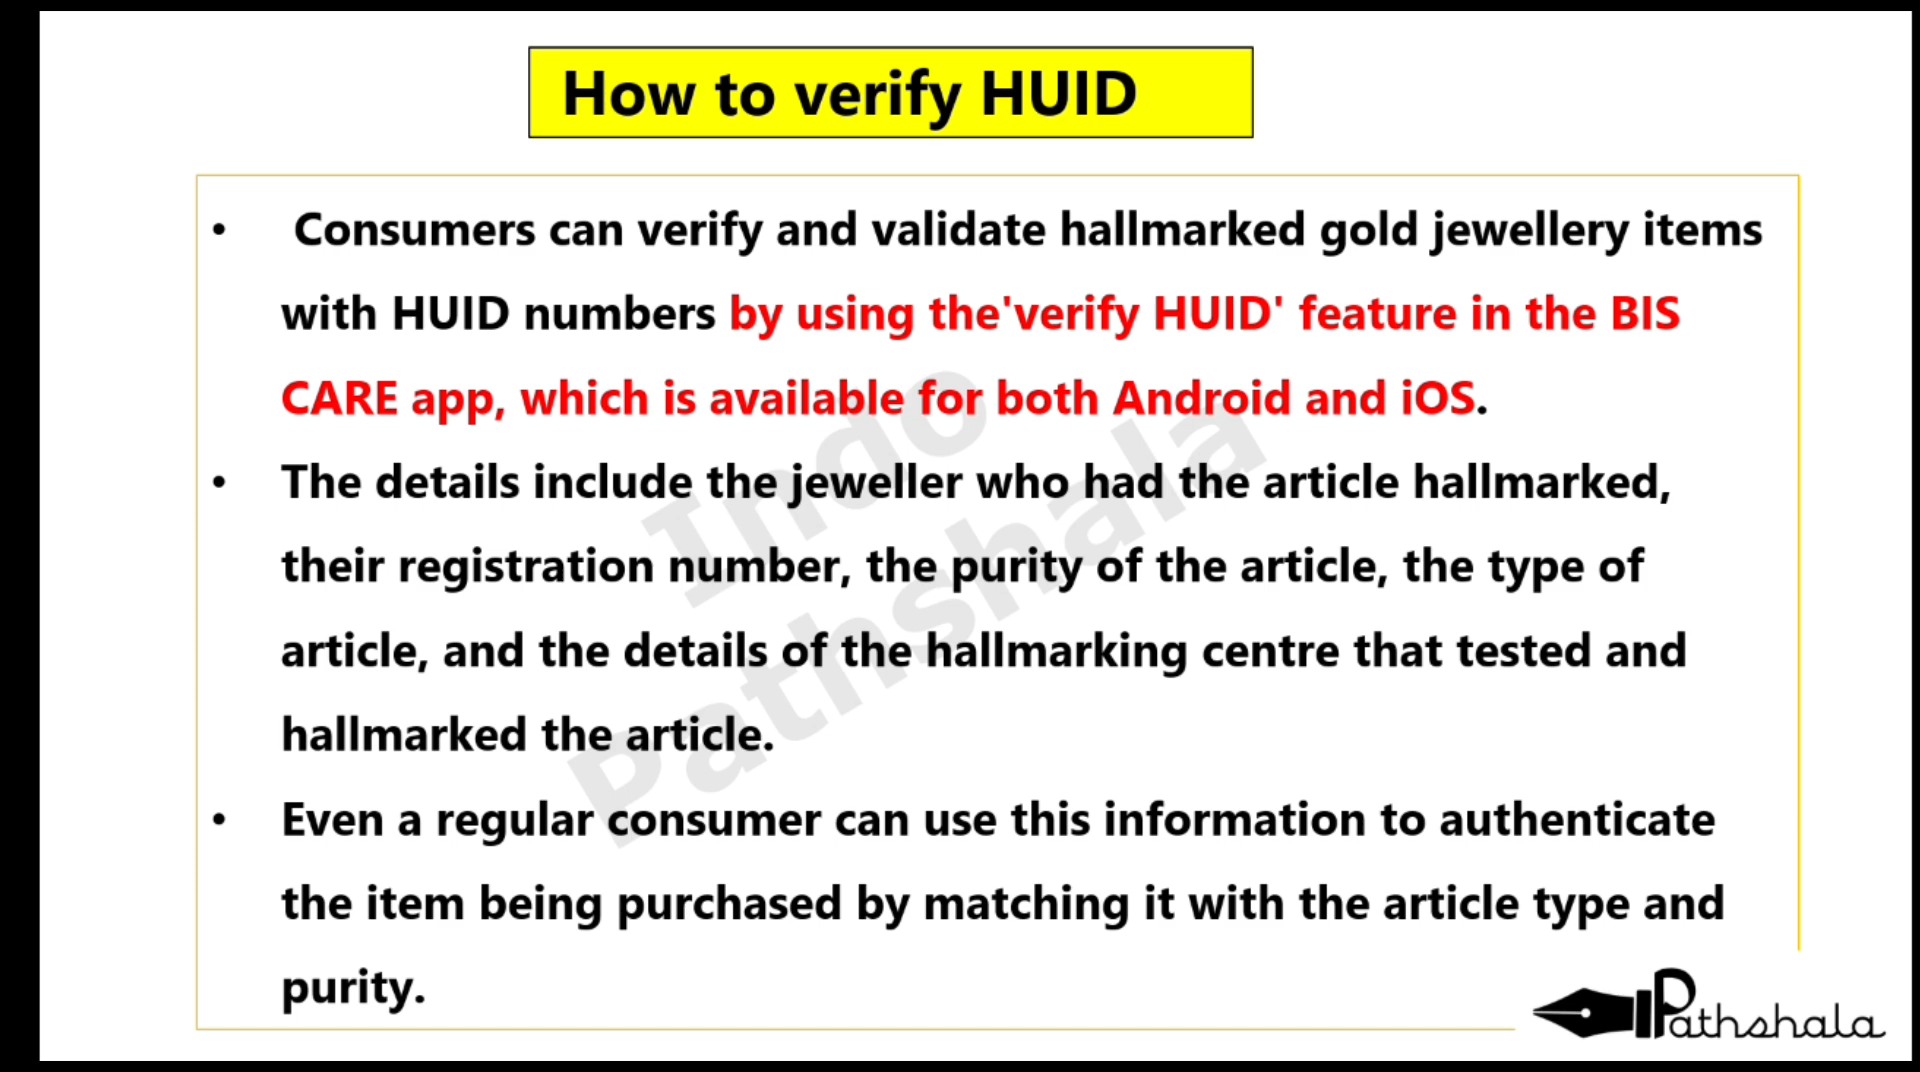 How to verify HUID
• Consumers can verify and validate hallmarked gold jewellery items
with HUID numbers by using the'verify HUID' feature in the BIS
CARE app, which is available for both Android and iOS.
• The details include the jeweller who had the article hallmarked,
their registration number, the purity of the article, the type of
article, and the details of the hallmarking centre that tested and
hallmarked the article.
• Even a regular consumer can use this information to authenticate
the item being purchased by matching it with the article type and
purity.
Indo
Pathshala
Pathshala